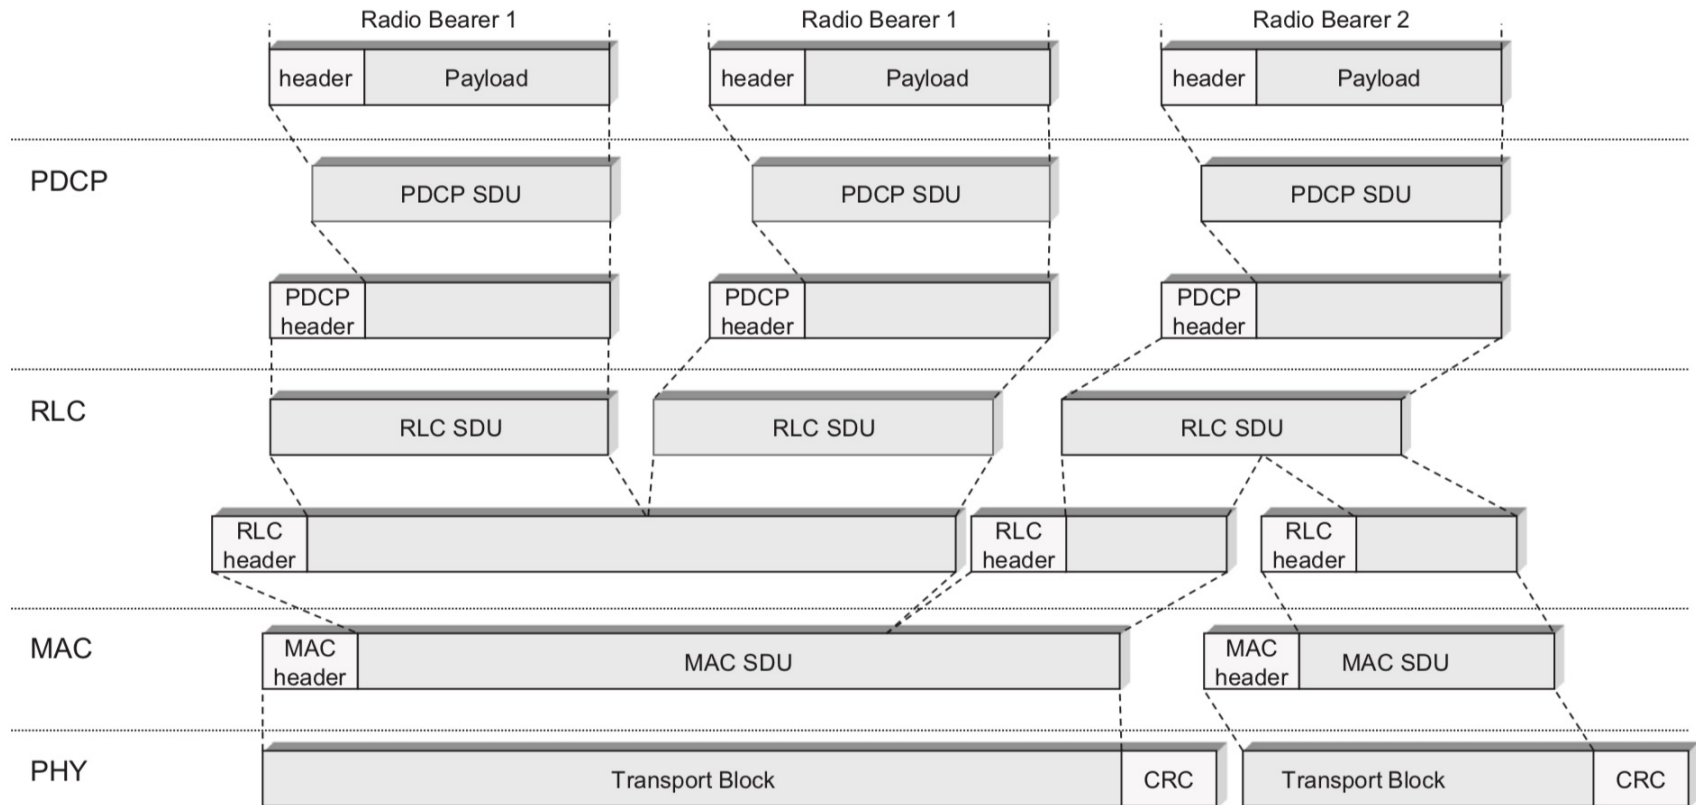 Radio Bearer 1
Radio Bearer 1
Radio Bearer 2
header
Payload
header
Payload
header
Payload
PDCP
PDCP SDU
PDCP SDU
PDCP SDU
PDCP
header
PDCP
header
PDCP
header
RLC
RLC SDU
RLC SDU
RLC SDU
RLC
header
RLC
header
RLC
header
MAC
MAC
header
MAC SDU
MAC
header
MAC SDU
PHY
Transport Block
CRC
Transport Block
CRC